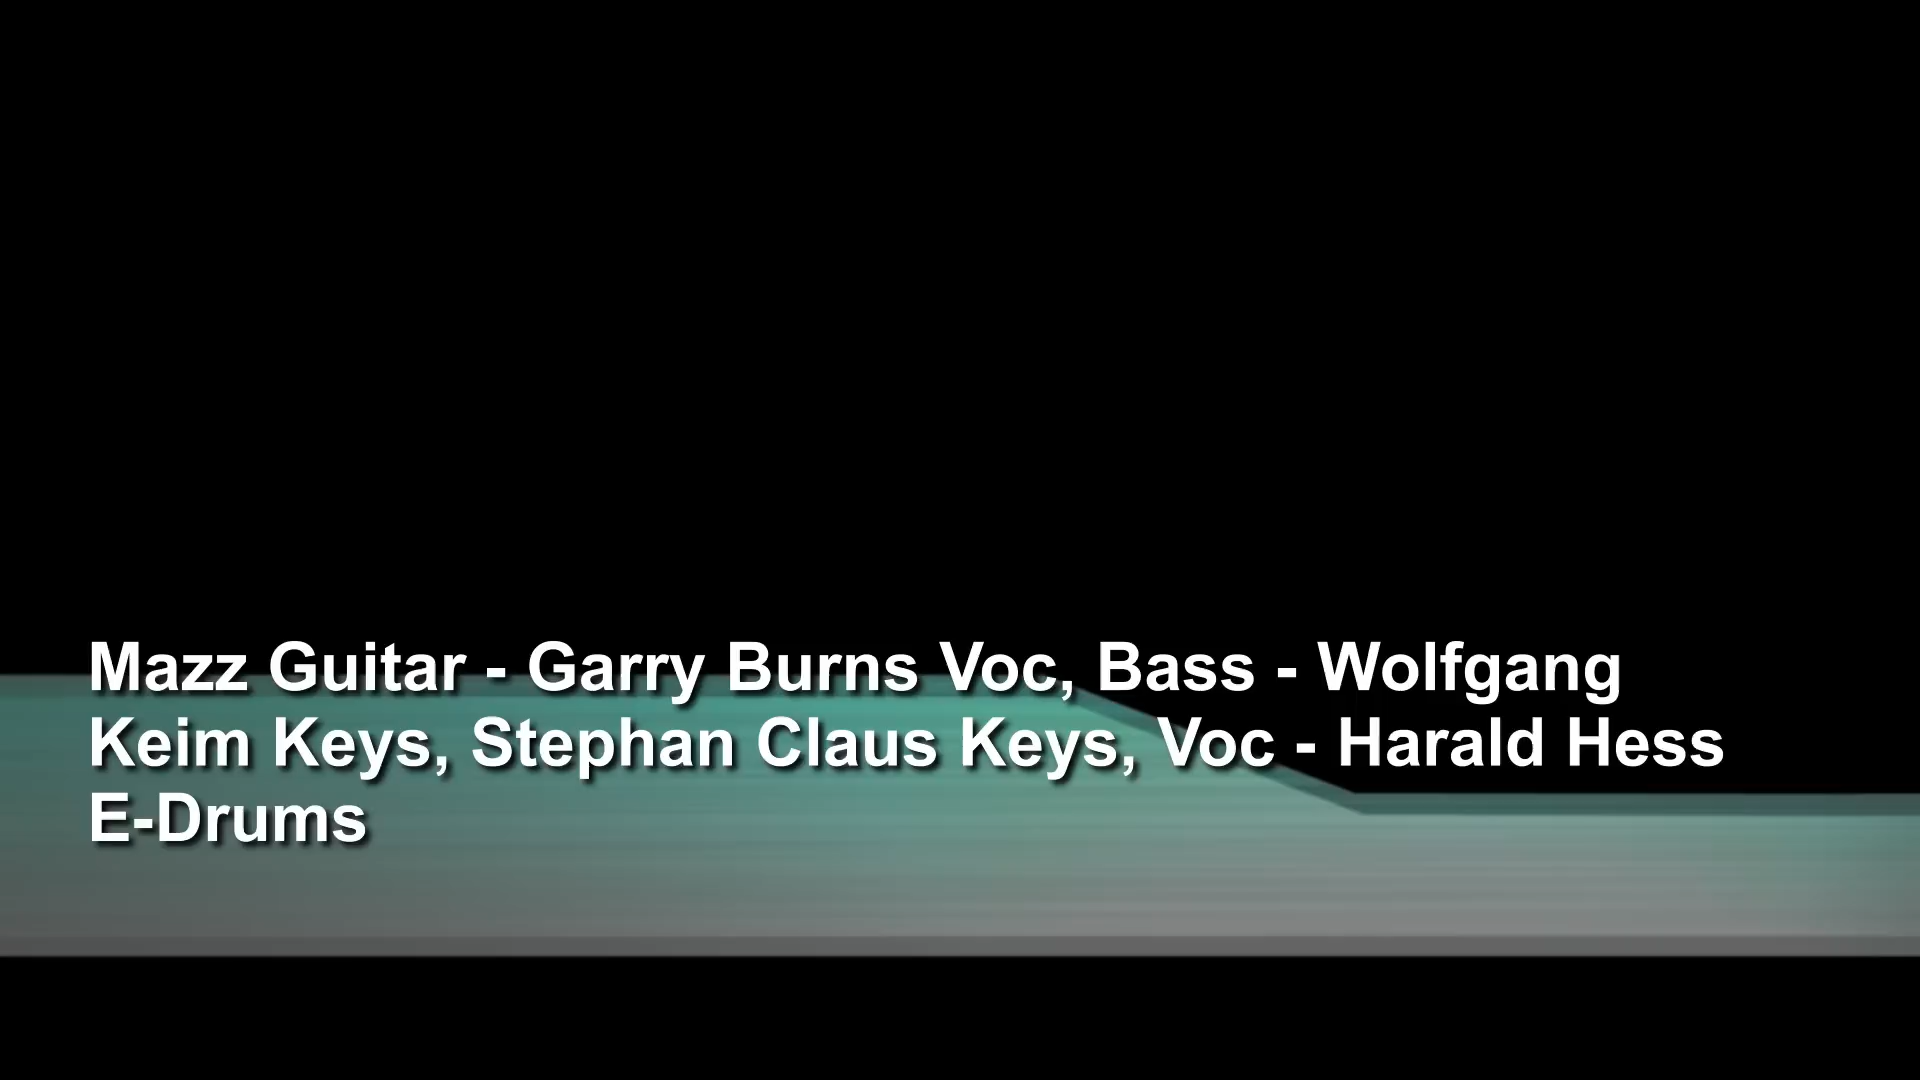 Mazz Guitar - Garry Burns Voc, Bass - Wolfgang
Keim Keys, Stephan Claus Keys, Voc - Harald Hess
E-Drums